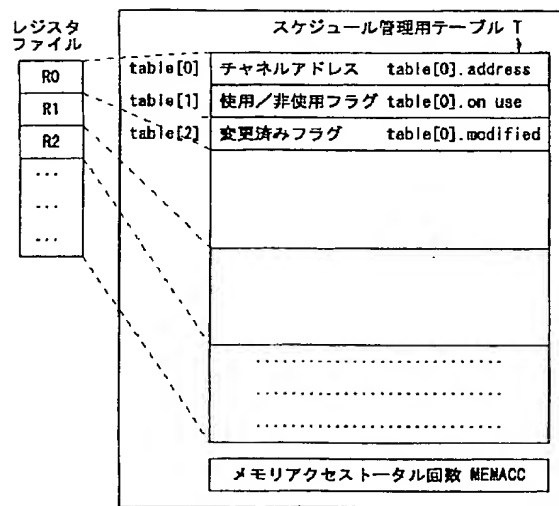 レジスタ
ファイル
R0
R1
R2
...
...
...
スケジュール管理用テーブル T
table[0] チャネルアドレス table[0].address
table[1] 使用／非使用フラグ table[0].on use
table[2] 変更済みフラグ table[0].modified
..............................
..............................
..............................
メモリアクセストータル回数 MEMACC